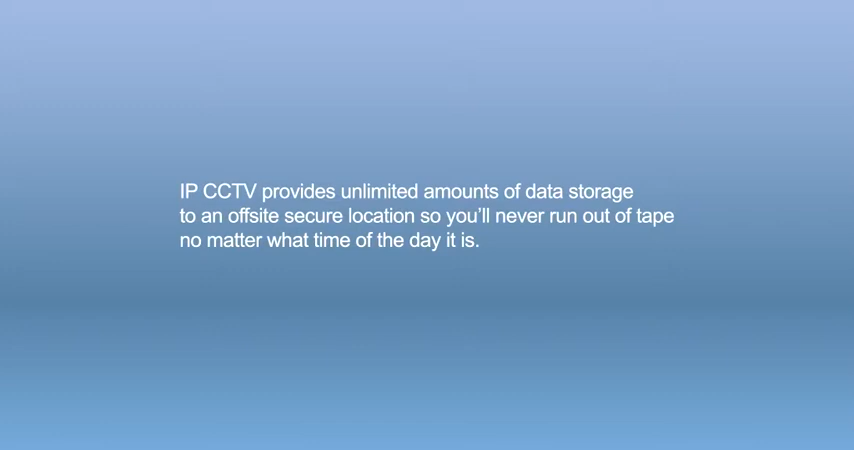 IP CCTV provides unlimited amounts of data storage
to an offsite secure location so you’ll never run out of tape
no matter what time of the day it is.